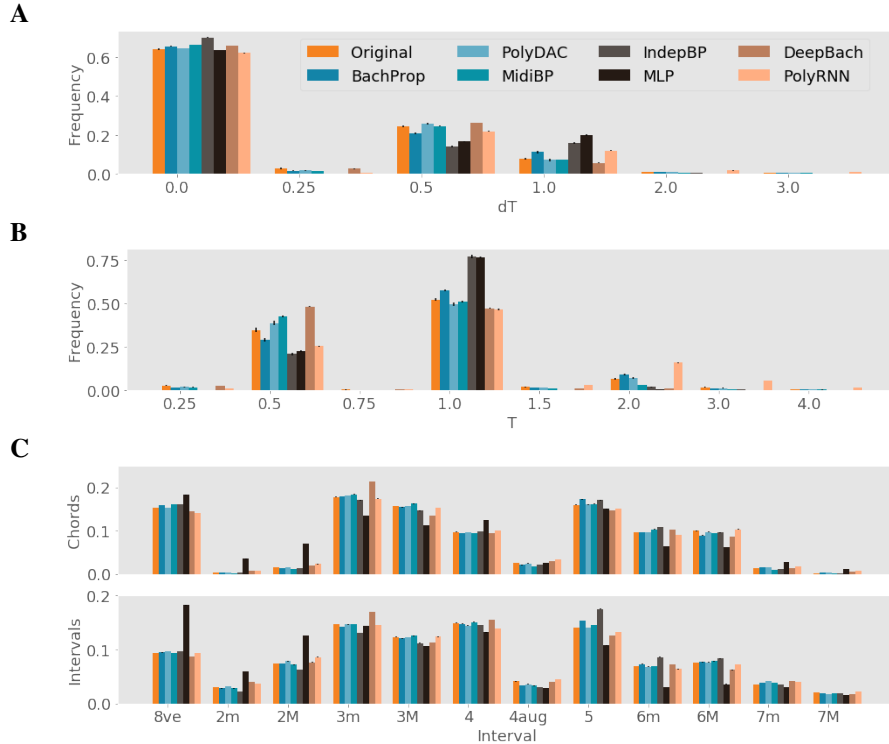 A
Original PolyDAC IndepBP DeepBach
BachProp MidiBP MLP PolyRNN
Frequency
0.6
0.4
0.2
0.0
0.0 0.25 0.5 1.0 2.0 3.0
dT
B
Frequency
0.75
0.50
0.25
0.00
0.25 0.5 0.75 1.0 1.5 2.0 3.0 4.0
T
C
Chords
0.2
0.1
0.0
Intervals
0.2
0.1
0.0
8ve 2m 2M 3m 3M 4 4aug 5 6m 6M 7m 7M
Interval